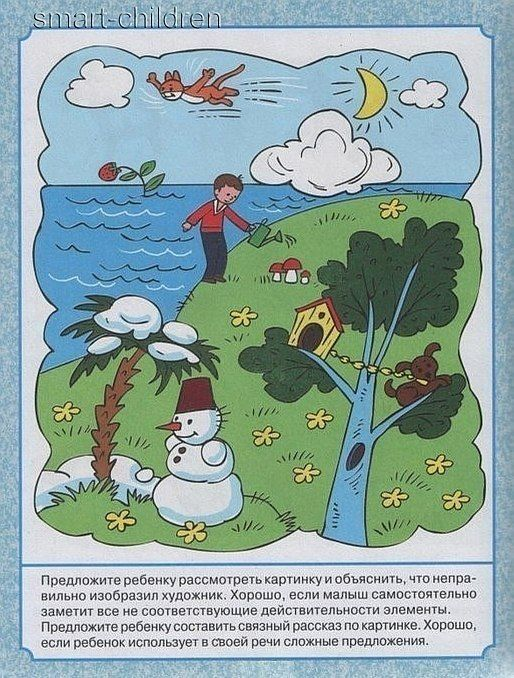 smart-children
Предложите ребенку рассмотреть картинку и объяснить, что непра-
вильно изобразил художник. Хорошо, если малыш самостоятельно
заметит все не соответствующие действительности элементы.
Предложите ребенку составить связный рассказ по картинке. Хорошо,
если ребенок использует в своей речи сложные предложения.